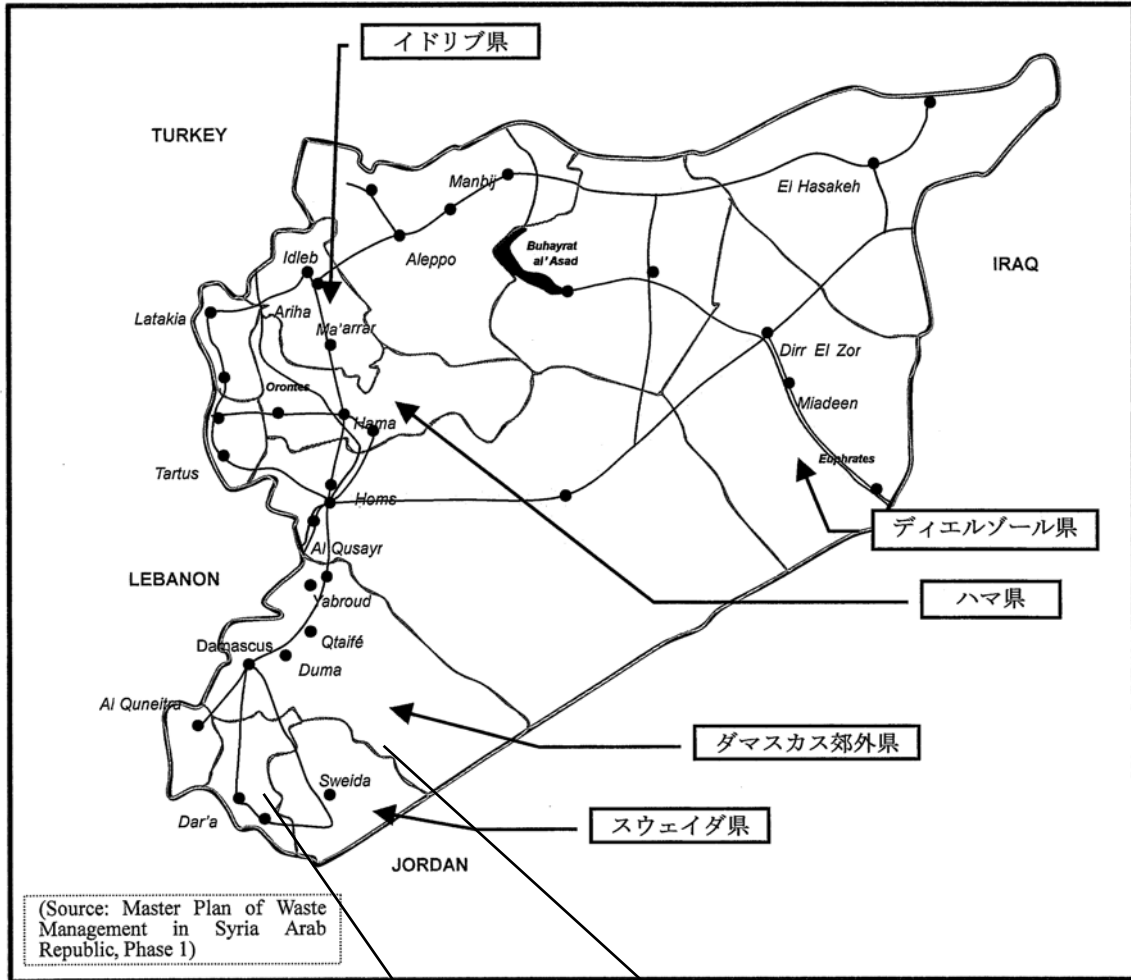 イドリブ県
TURKEY
Manbij
El Hasakeh
Buhayrat
al'Asad
Idleb
Aleppo
IRAQ
Ariha
Latakia
Ma'arrar
Dirr El Zor
Orontes
Miadeen
Hama
Euphrates
Tartus
Homs
ディエルゾール県
Al Qusayr
LEBANON
Yabroud
ハマ県
Qtaifé
Damascus
Duma
Al Quneitra
ダマスカス郊外県
Sweida
Dar'a
スウェイダ県
JORDAN
(Source: Master Plan of Waste
Management in Syria Arab
Republic, Phase 1)